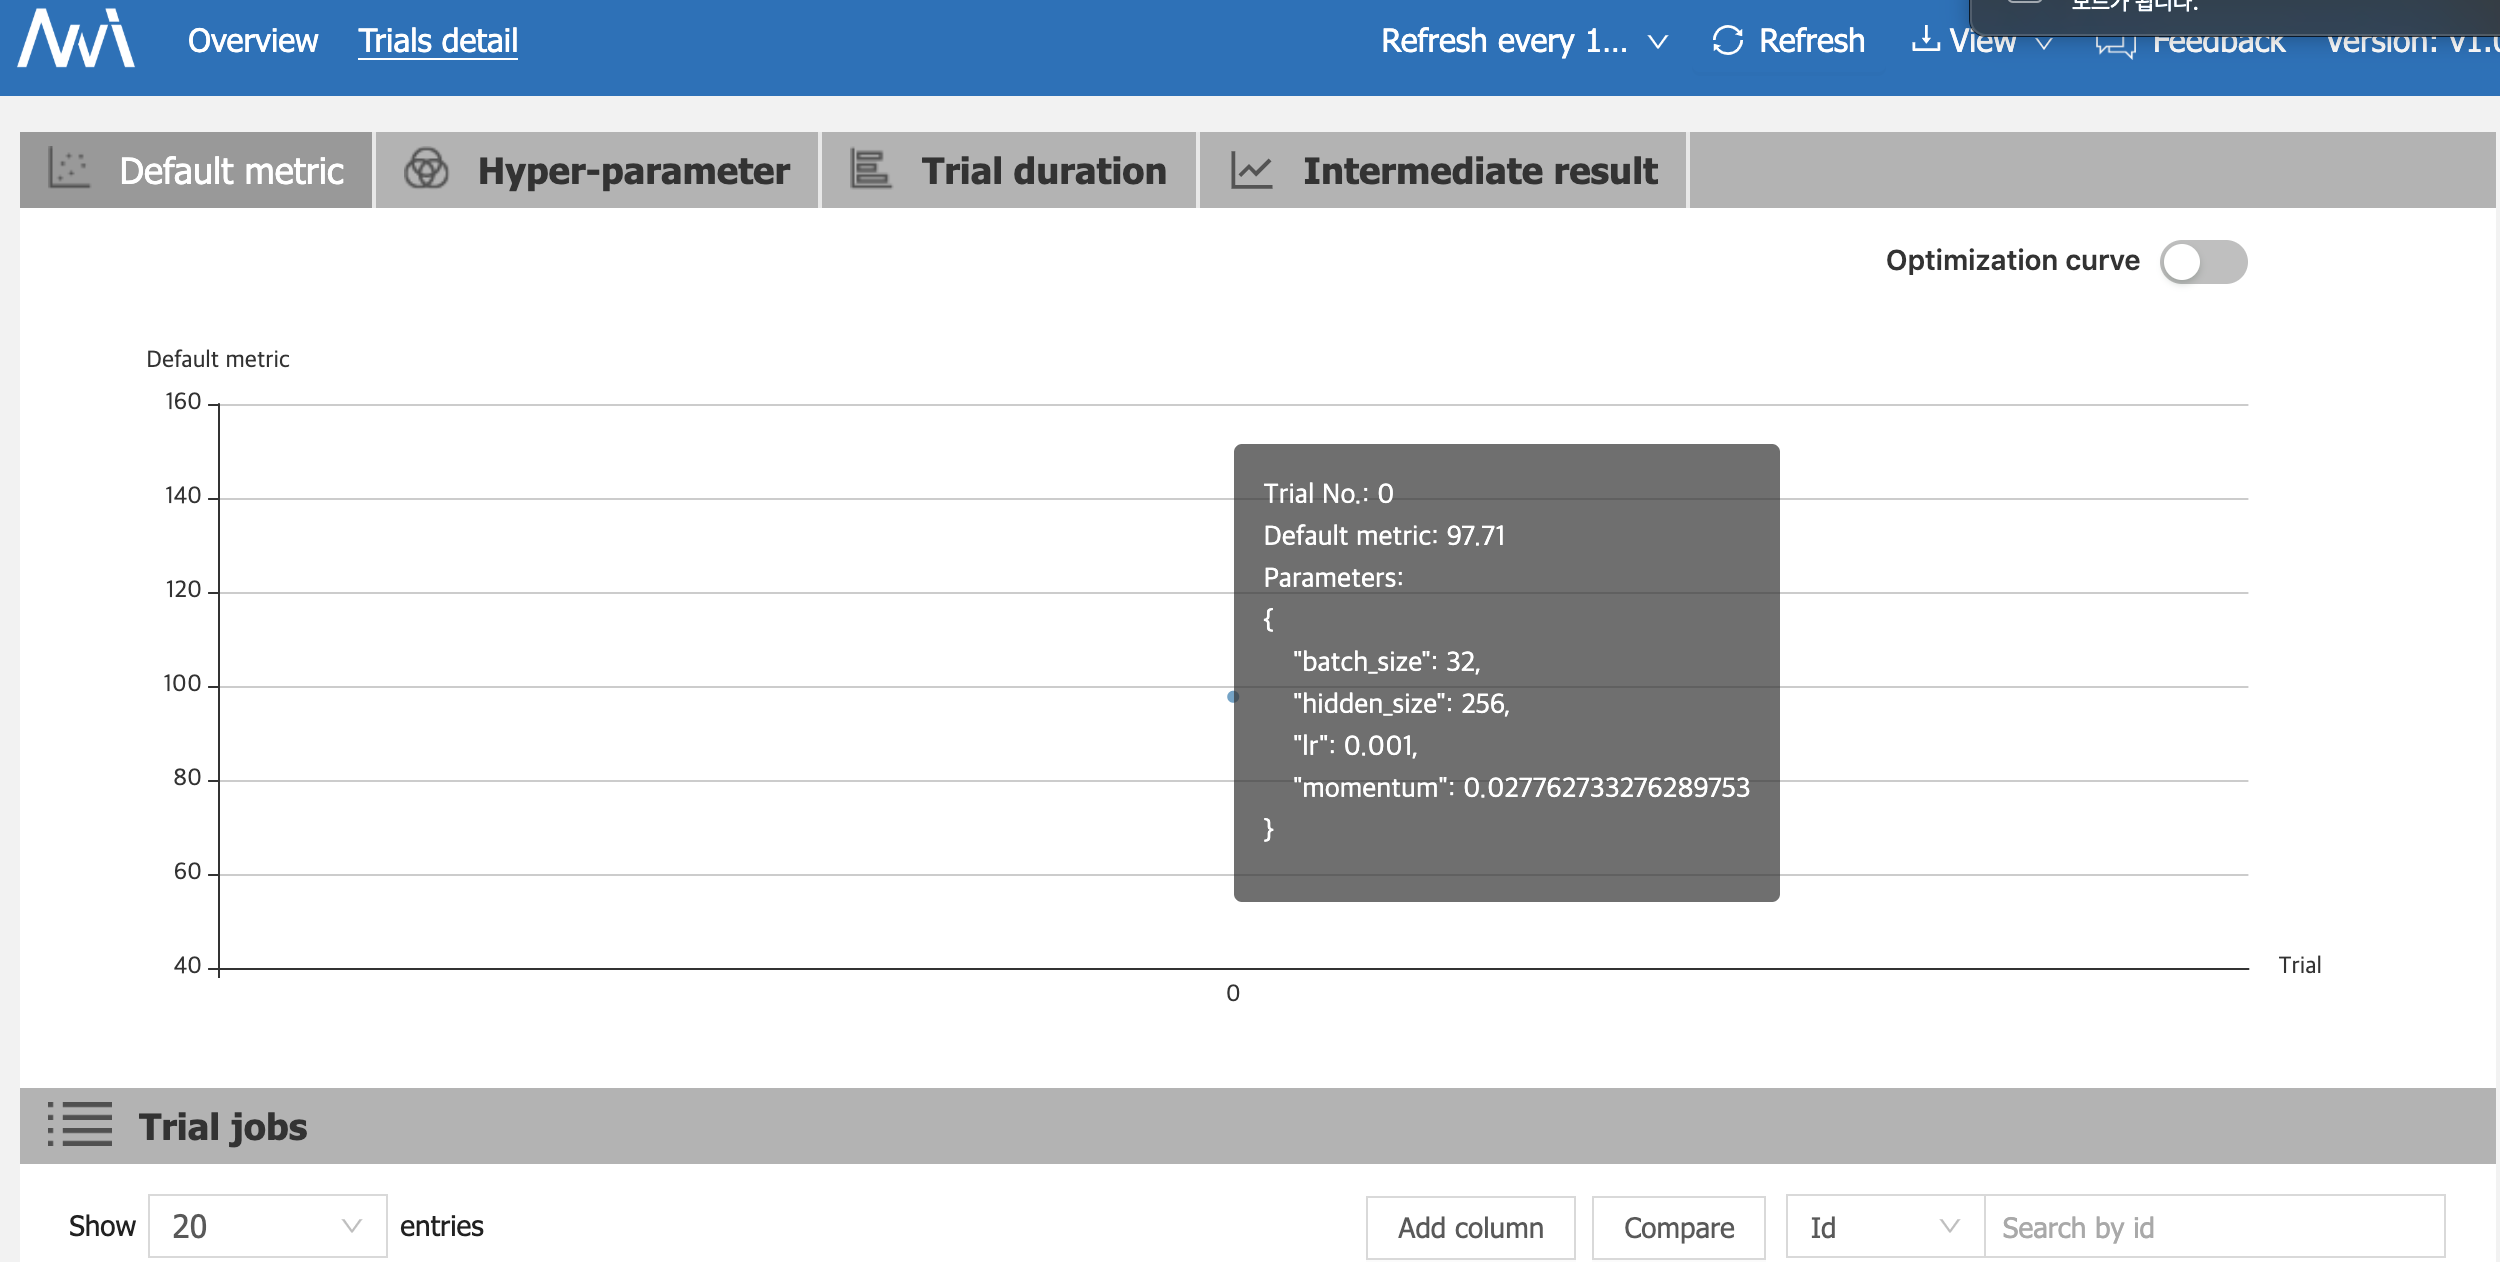 Overview
Trials detail
Refresh every 1...
Refresh
View
Feedback
Version: v1.
Default metric
Hyper-parameter
Trial duration
Intermediate result
Optimization curve
Default metric
160
140
120
100
80
60
40
Trial No.: 0
Default metric: 97.71
Parameters:
{
"batch_size": 32,
"hidden_size": 256,
"lr": 0.001,
"momentum": 0.027762733276289753
}
Trial
0
Trial jobs
Show
20
entries
Add column
Compare
Id
Search by id